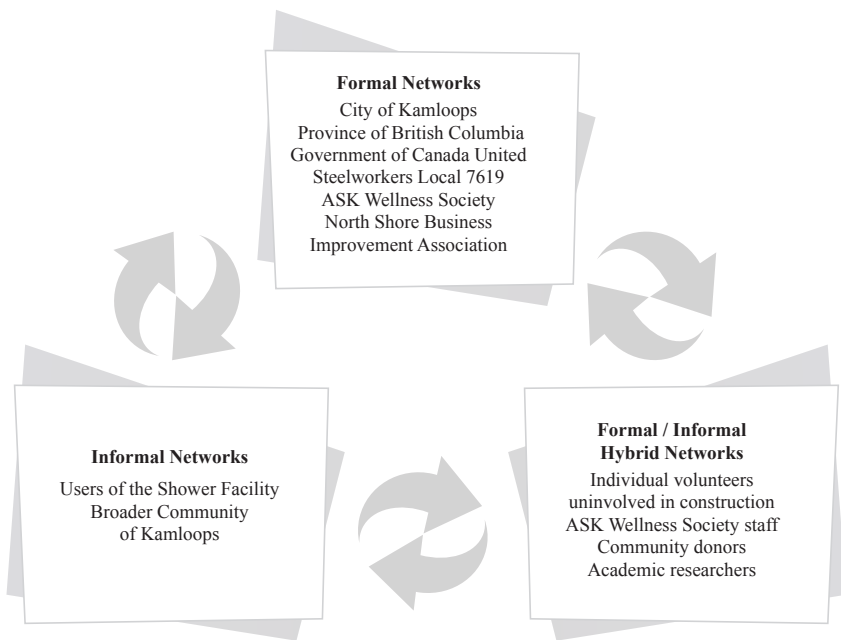 Formal Networks
City of Kamloops
Province of British Columbia
Government of Canada United
Steelworkers Local 7619
ASK Wellness Society
North Shore Business
Improvement Association
Informal Networks
Users of the Shower Facility
Broader Community
of Kamloops
Formal / Informal
Hybrid Networks
Individual volunteers
uninvolved in construction
ASK Wellness Society staff
Community donors
Academic researchers